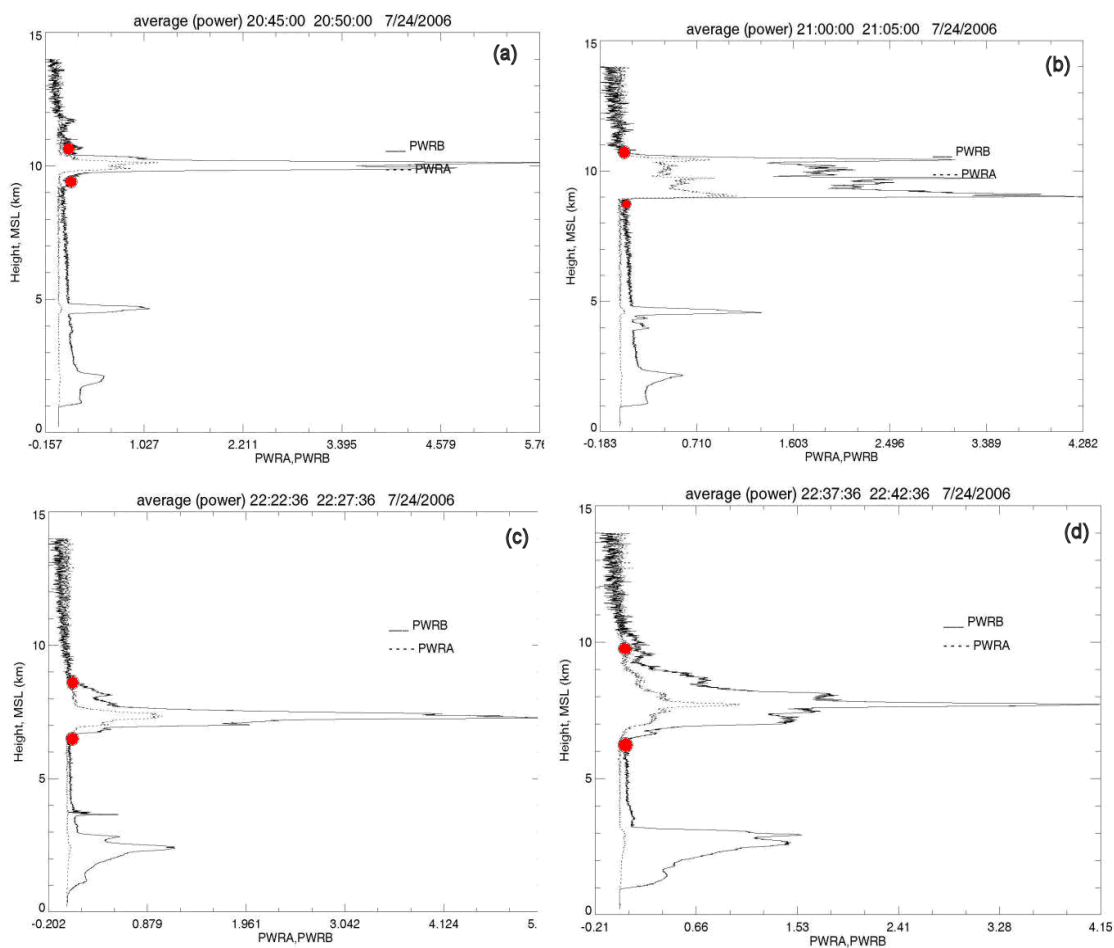 average (power) 20:45:00 20:50:00 7/24/2006
(a)
15
10
5
0
Height, MSL (km)
PWRB
PWRA
-0.157 1.027 2.211 3.395 4.579 5.76
PWRA,PWRB
average (power) 21:00:00 21:05:00 7/24/2006
(b)
15
10
5
0
Height, MSL (km)
PWRB
PWRA
-0.183 0.710 1.603 2.496 3.389 4.282
PWRA,PWRB
average (power) 22:22:36 22:27:36 7/24/2006
(c)
15
10
5
0
Height, MSL (km)
PWRB
PWRA
-0.202 0.879 1.961 3.042 4.124 5.
PWRA,PWRB
average (power) 22:37:36 22:42:36 7/24/2006
(d)
15
10
5
0
Height, MSL (km)
PWRB
PWRA
-0.21 0.66 1.53 2.41 3.28 4.15
PWRA,PWRB